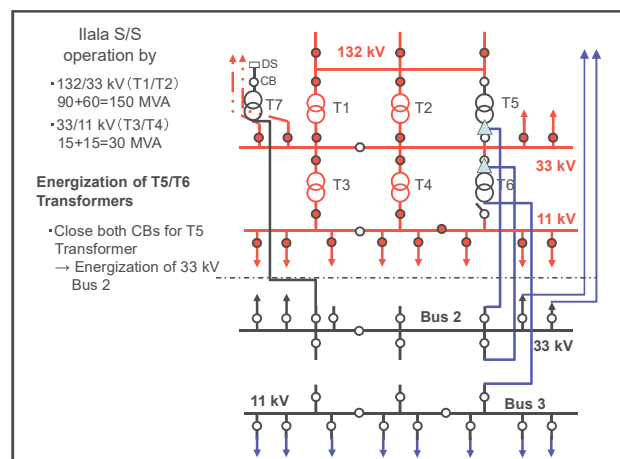 Ilala S/S
operation by
▪132/33 kV(T1/T2)
90+60=150 MVA
▪33/11 kV(T3/T4)
15+15=30 MVA
Energization of T5/T6
Transformers
▪Close both CBs for T5
Transformer
→ Energization of 33 kV
Bus 2
DS
CB
T7
132 kV
T1
T2
T5
33 kV
T3
T4
T6
11 kV
Bus 2
33 kV
11 kV
Bus 3